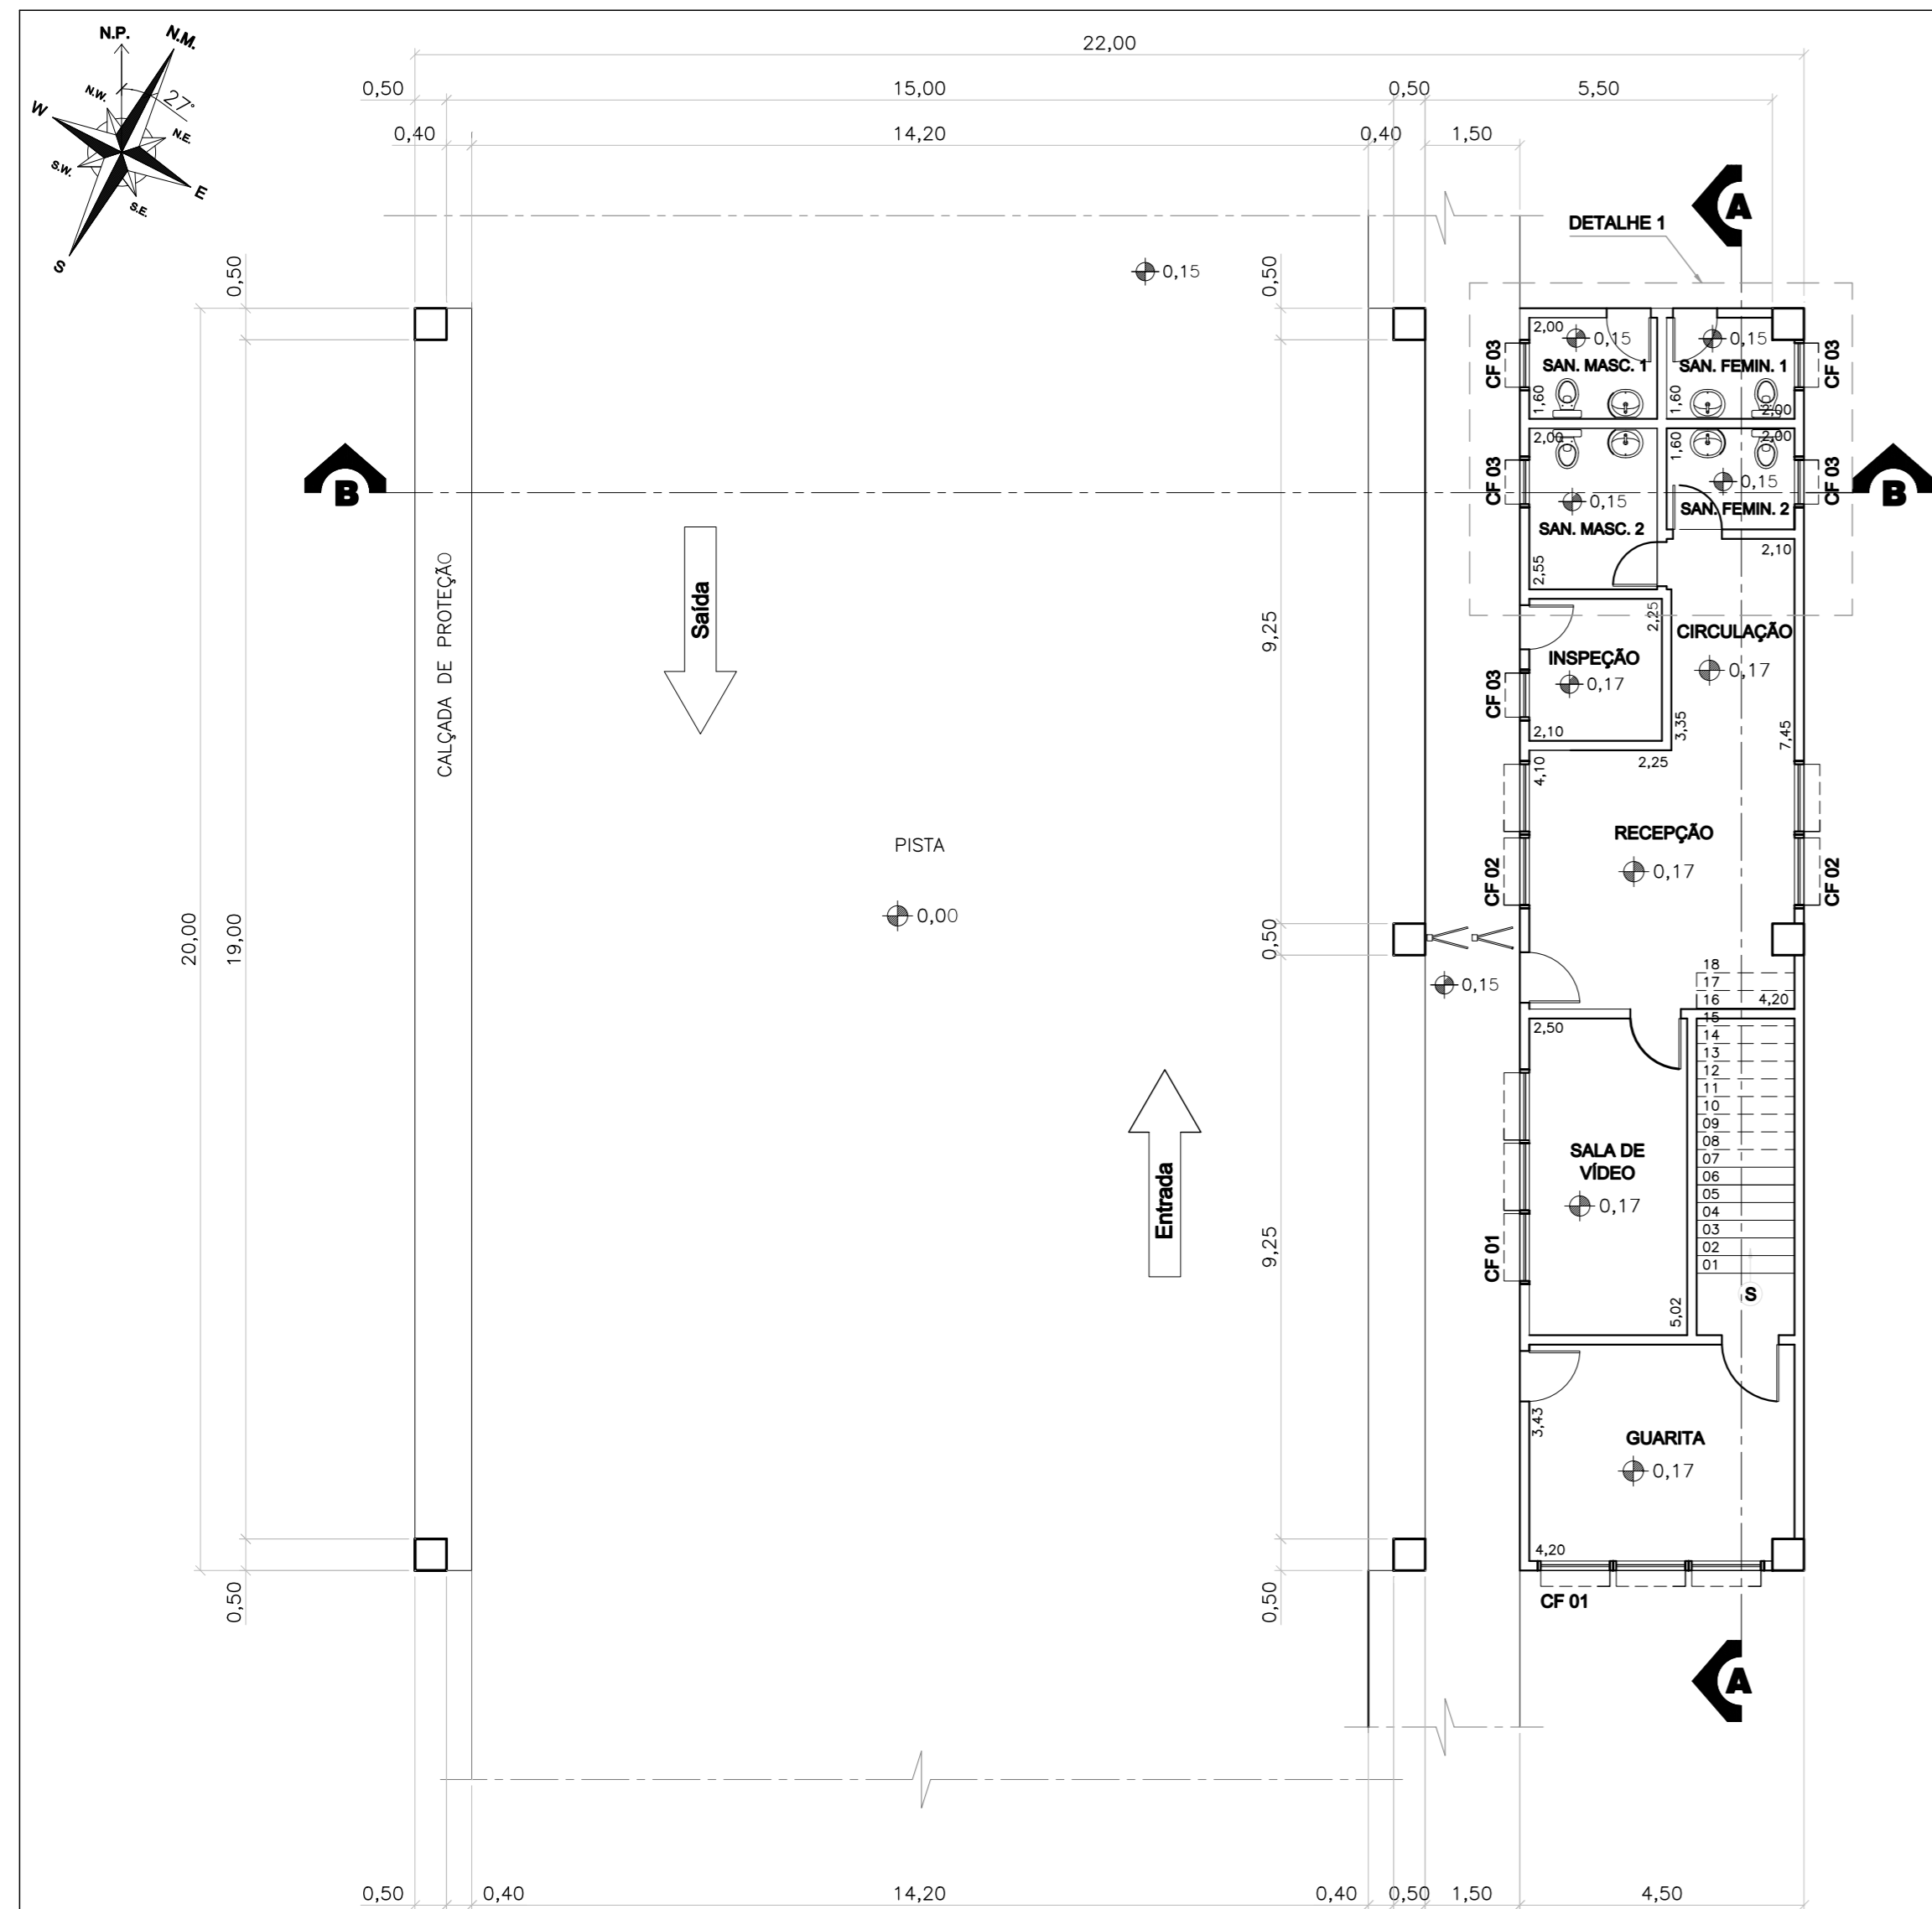 N.P.
N.M.
N.W.
27°
W
N.E.
S.W.
E
S.E.
S
22,00
0,50
15,00
0,50
5,50
0,40
14,20
0,40
1,50
A
DETALHE 1
0,15
0,50
0,50
2,00
0,15
0,15
CF 03
SAN. MASC. 1
SAN. FEMIN. 1
CF 03
1,60
1,60
2,00
2,00
2,00
1,60
CF 03
CF 03
B
B
0,15
0,15
SAN. MASC. 2
SAN. FEMIN. 2
2,55
2,10
CALÇADA DE PROTEÇÃO
Saída
9,25
2,25
CIRCULAÇÃO
INSPEÇÃO
0,17
0,17
CF 03
2,10
3,35
7,45
4,10
2,25
PISTA
RECEPÇÃO
0,17
CF 02
CF 02
0,00
20,00
19,00
0,50
0,15
18
17
16
4,20
15
2,50
14
13
12
11
10
09
08
07
06
05
04
03
02
01
S
SALA DE
VÍDEO
0,17
Entrada
9,25
CF 01
5,02
3,43
GUARITA
0,17
4,20
0,50
0,50
CF 01
A
0,50
0,40
14,20
0,40
0,50
1,50
4,50